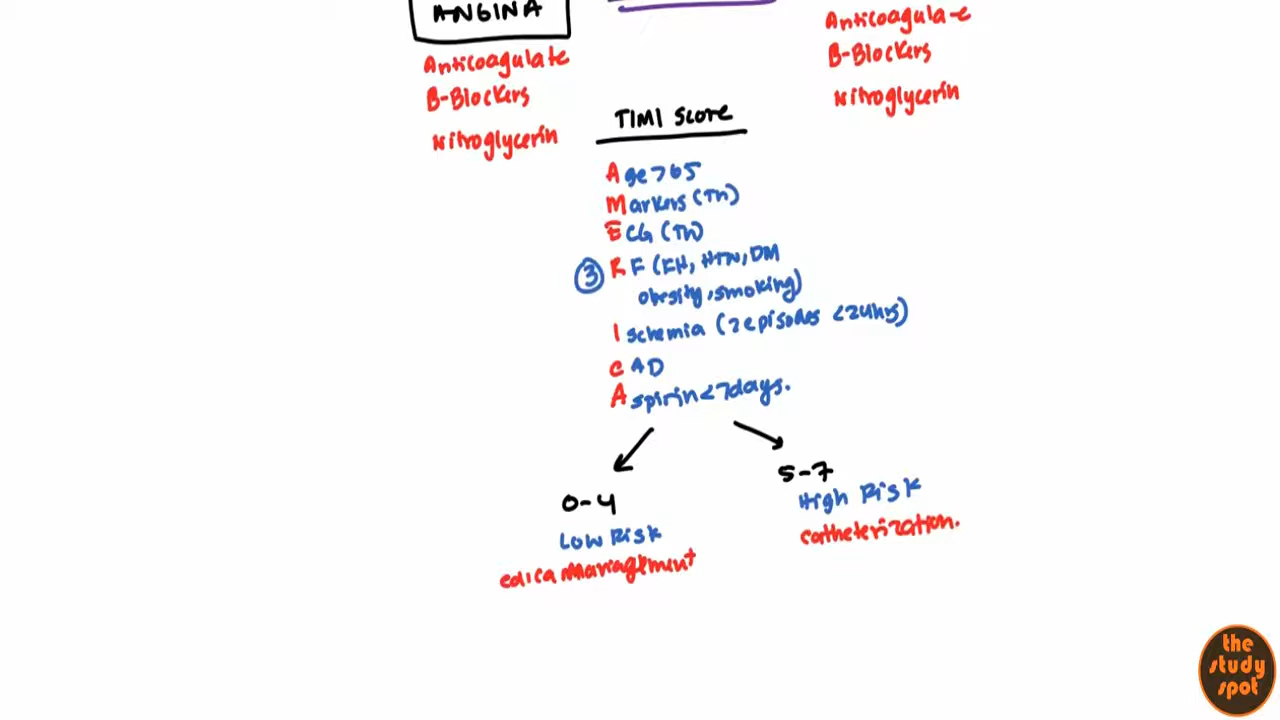 ANGINA
Anticoagulate
B-Blockers
Nitroglycerin
Anticoagulate
B-Blockers
Nitroglycerin
TIMI Score
Age >65
Markers (Tn)
ECG
③ RF (FH, HTN, DM
obesity, smoking)
Ischemia (2 episodes <24hrs)
CAD
Aspirin <7days.
0-4
Low Risk
edica Management
5-7
High Risk
Catheterization.
the
study
spot